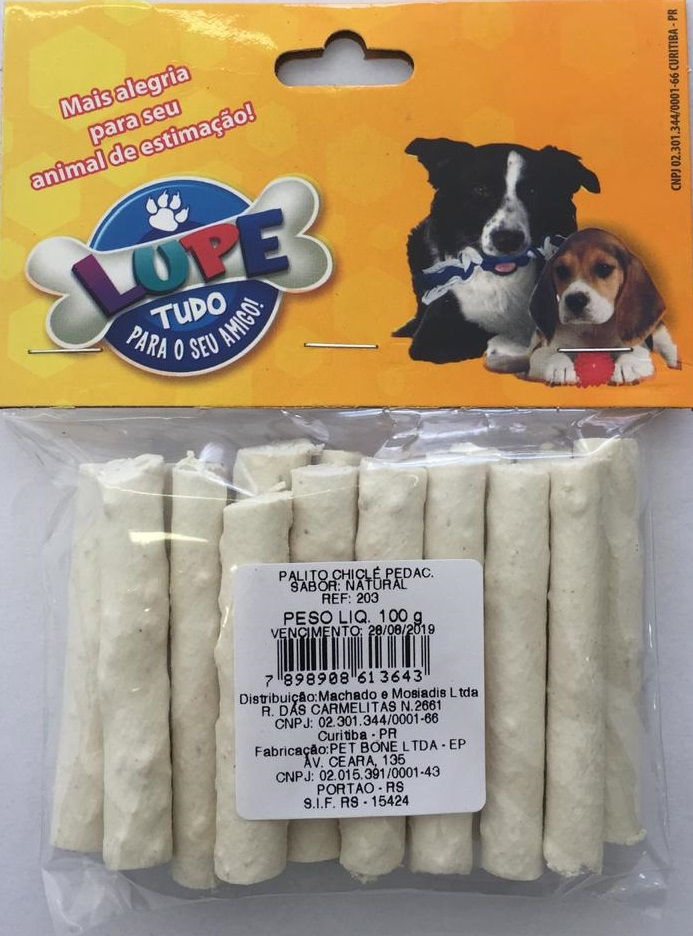 Mais alegria
para seu
animal de estimação!
CNPJ 02.301.344/0001-66 CURITIBA - PR
LUPE
TUDO
PARA O SEU AMIGO!
PALITO CHICLÉ PEDAC.
SABOR: NATURAL
REF: 203
PESO LIQ. 100 g
VENCIMENTO: 28/08/2019
7 898908 613643
Distribuição:Machado e Mosiadis Ltda
R. DAS CARMELITAS N.2661
CNPJ: 02.301.344/0001-66
Curitiba - PR
Fabricação:PET BONE LTDA - EP
AV. CEARA, 135
CNPJ: 02.015.391/0001-43
PORTAO - RS
S.I.F. RS - 15424